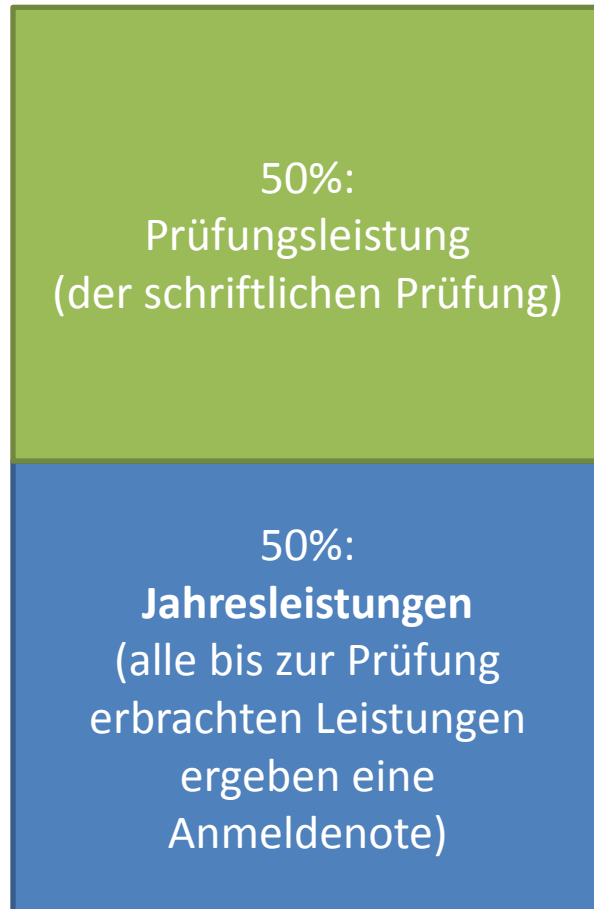 50%:
Prüfungsleistung
(der schriftlichen Prüfung)
50%:
Jahresleistungen
(alle bis zur Prüfung
erbrachten Leistungen
ergeben eine
Anmeldenote)